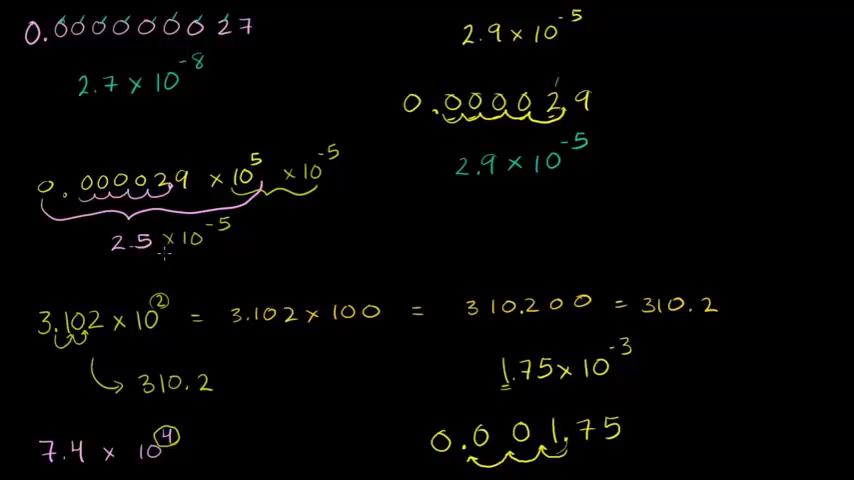 0.000000027
2.7 × 10^-8
2.9 × 10^-5
0.000029
2.9 × 10^-5
0.000029 × 10^5 × 10^-5
2.5 × 10^-5
3.102 × 10^2 = 3.102 × 100 = 310.200 = 310.2
310.2
1.75 × 10^-3
0.001.75
7.4 × 10^4